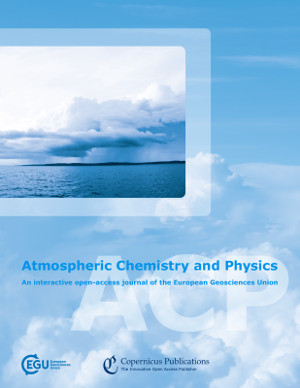 Atmospheric Chemistry and Physics
An interactive open-access journal of the European Geosciences Union
ACP
EGU
European
Geosciences
Union
Copernicus Publications
The Innovative Open Access Publisher